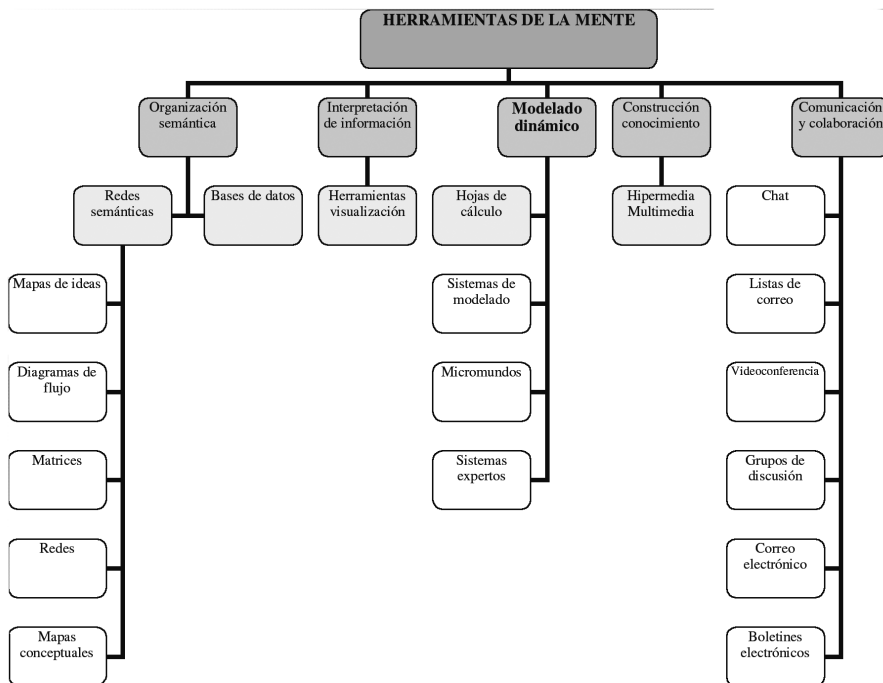 HERRAMIENTAS DE LA MENTE
Organización
semántica
Interpretación
de información
Modelado
dinámico
Construcción
conocimiento
Comunicación
y colaboración
Redes
semánticas
Bases de datos
Herramientas
visualización
Hojas de
cálculo
Hipermedia
Multimedia
Chat
Mapas de ideas
Sistemas de
modelado
Listas de
correo
Diagramas de
flujo
Micromundos
Videoconferencia
Matrices
Sistemas
expertos
Grupos de
discusión
Redes
Correo
electrónico
Mapas
conceptuales
Boletines
electrónicos